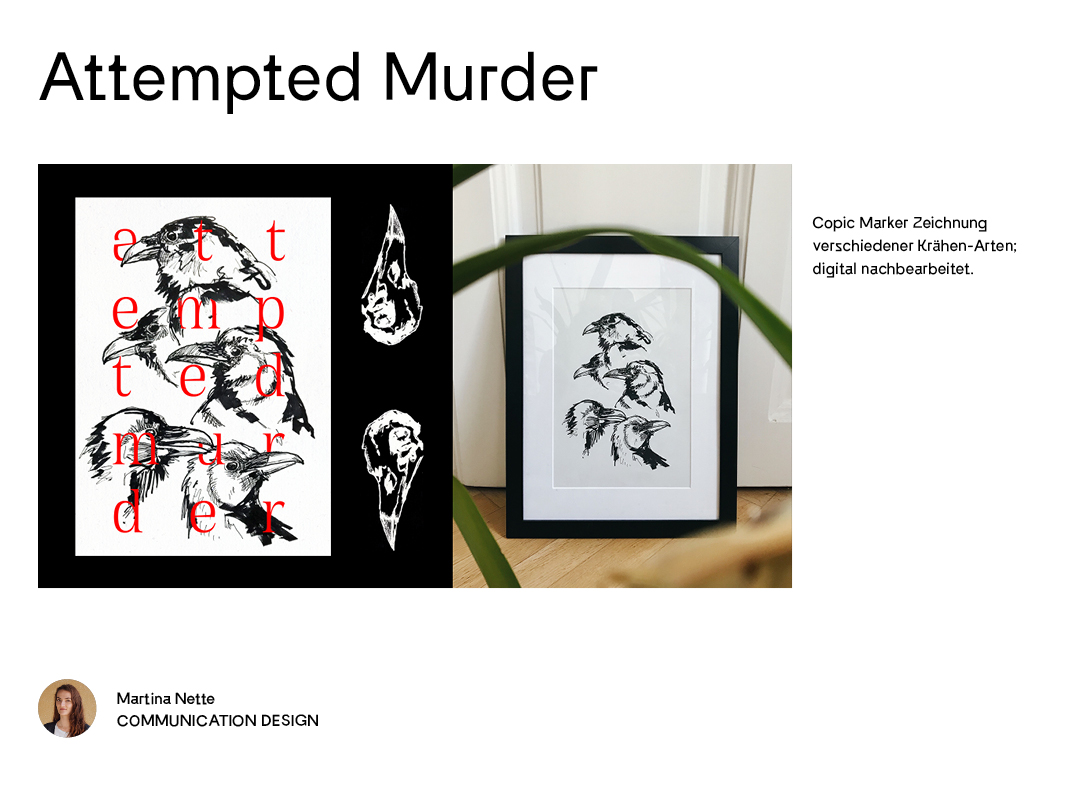 Attempted Murder
a t t
e m p
t e d
m u r
d e r
Copic Marker Zeichnung
verschiedener Krähen-Arten;
digital nachbearbeitet.
Martina Nette
COMMUNICATION DESIGN